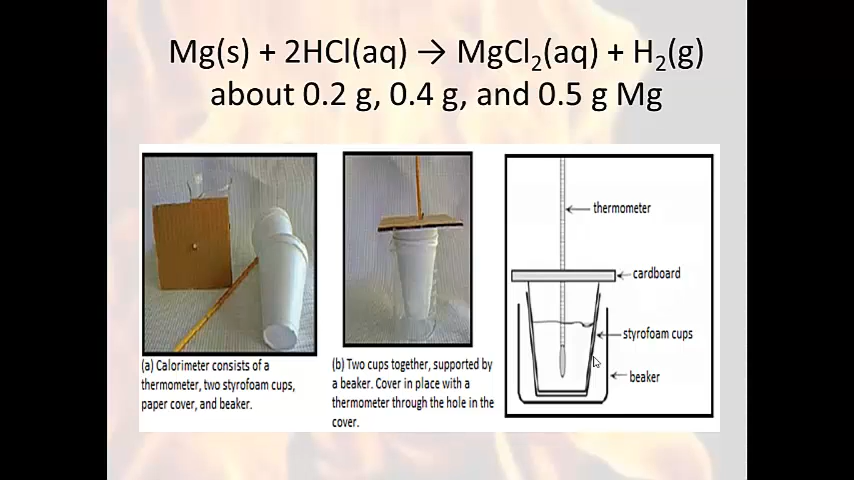 Mg(s) + 2HCl(aq) → MgCl₂(aq) + H₂(g)
about 0.2 g, 0.4 g, and 0.5 g Mg
thermometer
cardboard
styrofoam cups
beaker
(a) Calorimeter consists of a
thermometer, two styrofoam cups,
paper cover, and beaker.
(b) Two cups together, supported by
a beaker. Cover in place with a
thermometer through the hole in the
cover.